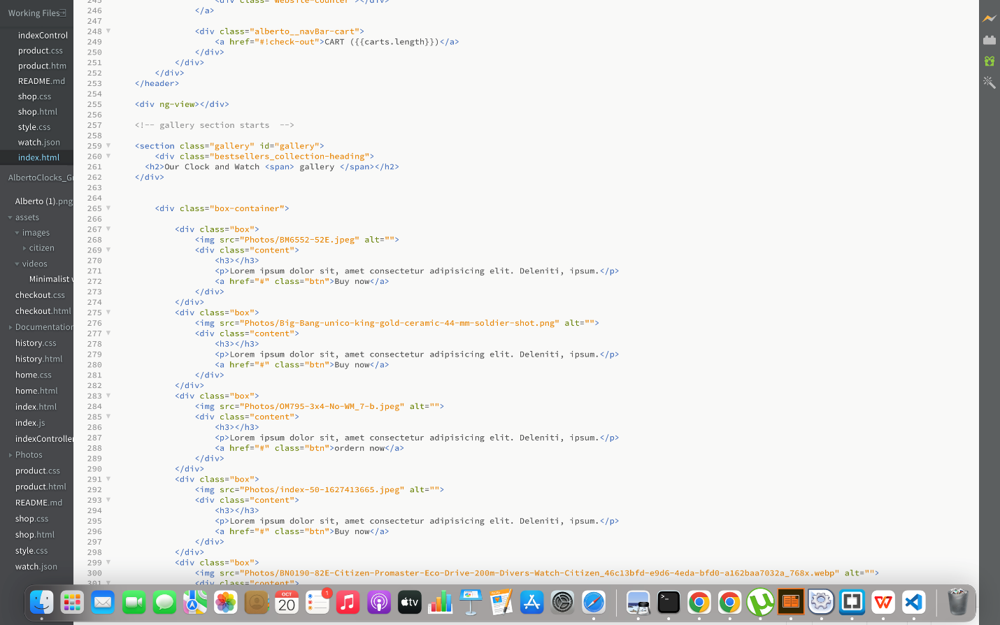 Working Files
indexControl
product.css
product.htm
README.md
shop.css
shop.html
style.css
watch.json
index.html
AlbertoClocks_Gr
Alberto (1).png
assets
images
citizen
videos
Minimalist w
checkout.css
checkout.html
Documentation
history.css
history.html
home.css
home.html
index.html
index.js
indexController
Photos
product.css
product.html
README.md
shop.css
shop.html
style.css
watch.json
245 <div class="website-counter"></div>
246 </a>
247
248 <div class="alberto__navBar-cart">
249 <a href="#!check-out">CART ({{carts.length}})</a>
250 </div>
251 </div>
252 </div>
253 </header>
254
255 <div ng-view></div>
256
257 <!-- gallery section starts  -->
258
259 <section class="gallery" id="gallery">
260 <div class="bestsellers_collection-heading">
261 <h2>Our Clock and Watch <span> gallery </span></h2>
262 </div>
263
264
265 <div class="box-container">
266
267 <div class="box">
268 <img src="Photos/BM6552-52E.jpeg" alt="">
269 <div class="content">
270 <h3></h3>
271 <p>Lorem ipsum dolor sit, amet consectetur adipisicing elit. Deleniti, ipsum.</p>
272 <a href="#" class="btn">Buy now</a>
273 </div>
274 </div>
275 <div class="box">
276 <img src="Photos/Big-Bang-unico-king-gold-ceramic-44-mm-soldier-shot.png" alt="">
277 <div class="content">
278 <h3></h3>
279 <p>Lorem ipsum dolor sit, amet consectetur adipisicing elit. Deleniti, ipsum.</p>
280 <a href="#" class="btn">Buy now</a>
281 </div>
282 </div>
283 <div class="box">
284 <img src="Photos/OM795-3x4-No-WM_7-b.jpeg" alt="">
285 <div class="content">
286 <h3></h3>
287 <p>Lorem ipsum dolor sit, amet consectetur adipisicing elit. Deleniti, ipsum.</p>
288 <a href="#" class="btn">ordern now</a>
289 </div>
290 </div>
291 <div class="box">
292 <img src="Photos/index-50-1627413665.jpeg" alt="">
293 <div class="content">
294 <h3></h3>
295 <p>Lorem ipsum dolor sit, amet consectetur adipisicing elit. Deleniti, ipsum.</p>
296 <a href="#" class="btn">Buy now</a>
297 </div>
298 </div>
299 <div class="box">
300 <img src="Photos/BN0190-82E-Citizen-Promaster-Eco-Drive-200m-Divers-Watch-Citizen_46c13bfd-e9d6-4eda-bfd0-a162baa7032a_768x.webp" alt="">
301 <div class="content">
OCT
20
1
tv